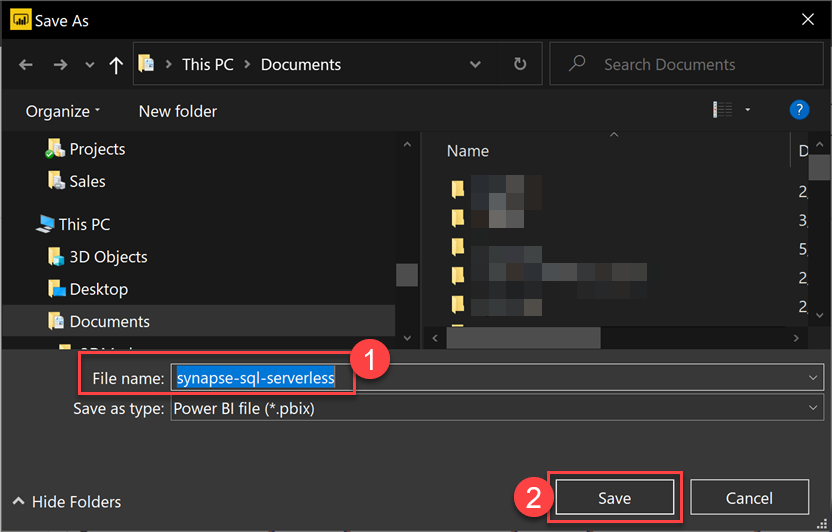 Save As
This PC
Documents
Search Documents
Organize
New folder
?
Projects
Sales
This PC
3D Objects
Desktop
Documents
Name
D
2
3
5
2
2
1
File name:
synapse-sql-serverless
Save as type:
Power BI file (*.pbix)
Hide Folders
2
Save
Cancel